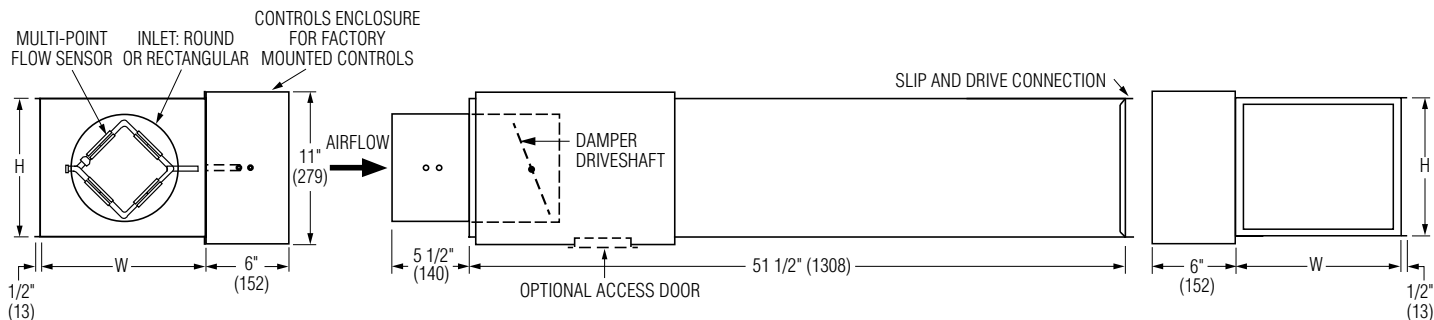 MULTI-POINT
FLOW SENSOR
INLET: ROUND
OR RECTANGULAR
CONTROLS ENCLOSURE
FOR FACTORY
MOUNTED CONTROLS
H
W
1/2"
(13)
6"
(152)
11"
(279)
AIRFLOW
DAMPER
DRIVESHAFT
SLIP AND DRIVE CONNECTION
5 1/2"
(140)
51 1/2" (1308)
OPTIONAL ACCESS DOOR
6"
(152)
W
H
1/2"
(13)